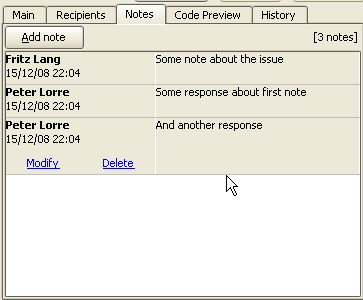 Main Recipients Notes Code Preview History
Add note [3 notes]
Fritz Lang Some note about the issue
15/12/08 22:04
Peter Lorre Some response about first note
15/12/08 22:04
Peter Lorre And another response
15/12/08 22:04
Modify Delete